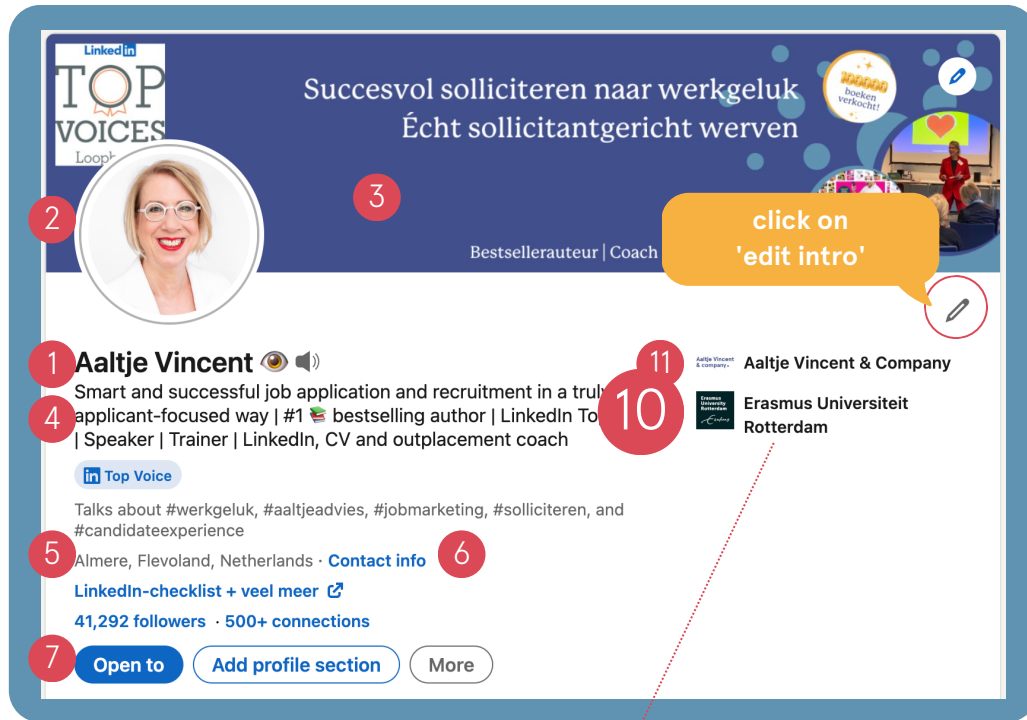 Linked in
TOP
VOICES
Succesvol solliciteren naar werkgeluk
Écht sollicitantgericht werven
100000
boeken
verkocht!
Bestsellerauteur | Coach
click on
'edit intro'
2
3
1
Aaltje Vincent
4
Smart and successful job application and recruitment in a truly
applicant-focused way | #1 bestselling author | LinkedIn
| Speaker | Trainer | LinkedIn, CV and outplacement coach
in Top Voice
Talks about #werkgeluk, #aaltjeadvies, #jobmarketing, #solliciteren, and
#candidateexperience
5
Almere, Flevoland, Netherlands · Contact info
6
LinkedIn-checklist + veel meer
41,292 followers · 500+ connections
7
Open to
Add profile section
More
11
Aaltje Vincent
& company.
Aaltje Vincent & Company
10
Erasmus
University
Rotterdam
Erasmus
Erasmus Universiteit
Rotterdam